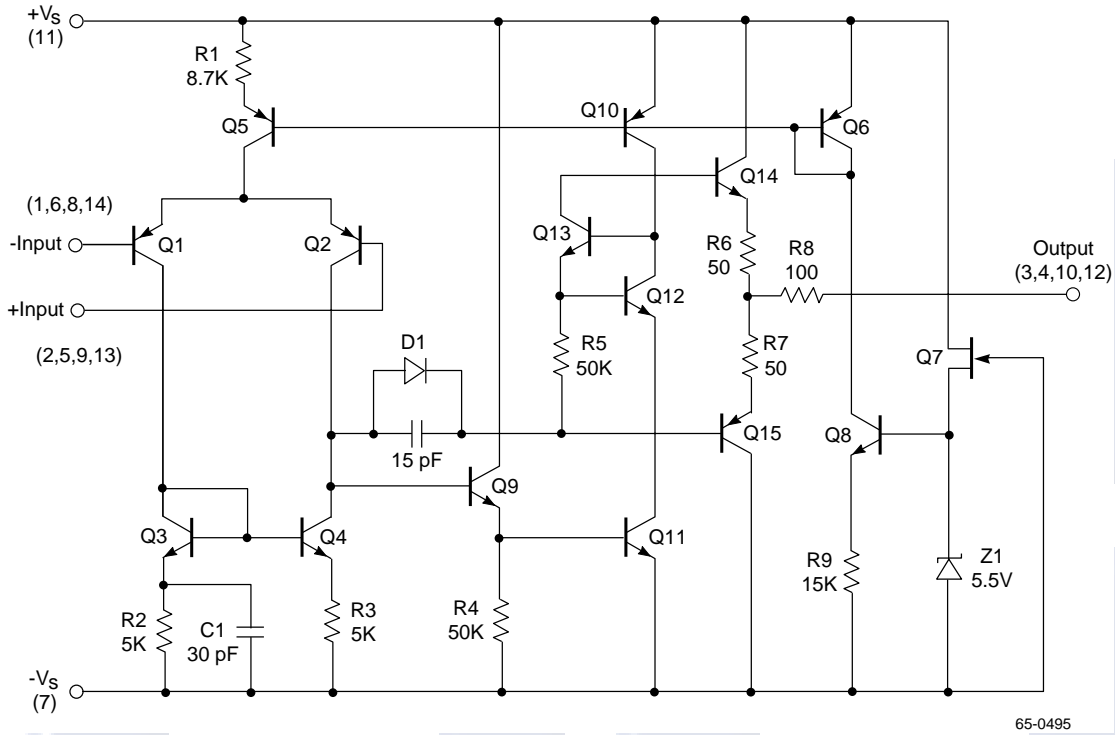 +Vs
(11)
R1
8.7K
Q5
Q10
Q6
Q14
(1,6,8,14)
-Input
Q1
Q2
Q13
R6
50
R8
100
Output
(3,4,10,12)
+Input
Q12
(2,5,9,13)
D1
R5
50K
R7
50
Q7
15 pF
Q15
Q8
Q9
Q3
Q4
Q11
R9
15K
Z1
5.5V
R2
5K
C1
30 pF
R3
5K
R4
50K
-Vs
(7)
65-0495